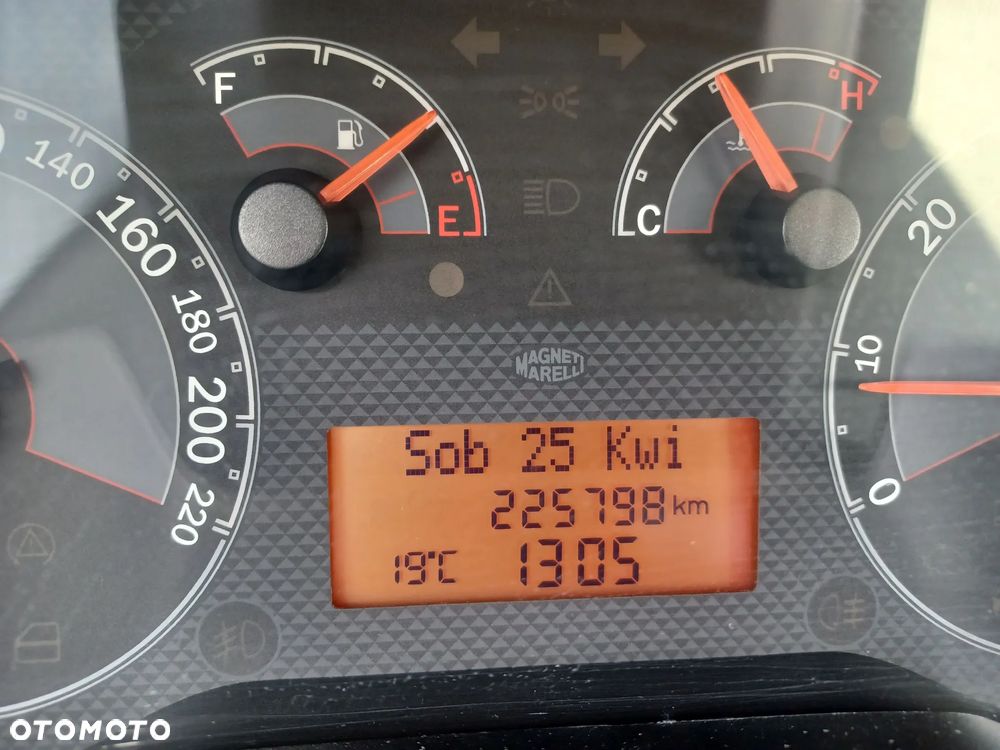 F
E
C
H
140
160
180
200
220
20
10
0
MAGNETI
MARELLI
Sob 25 Kwi
225798 km
19°C 1305
OTOMOTO